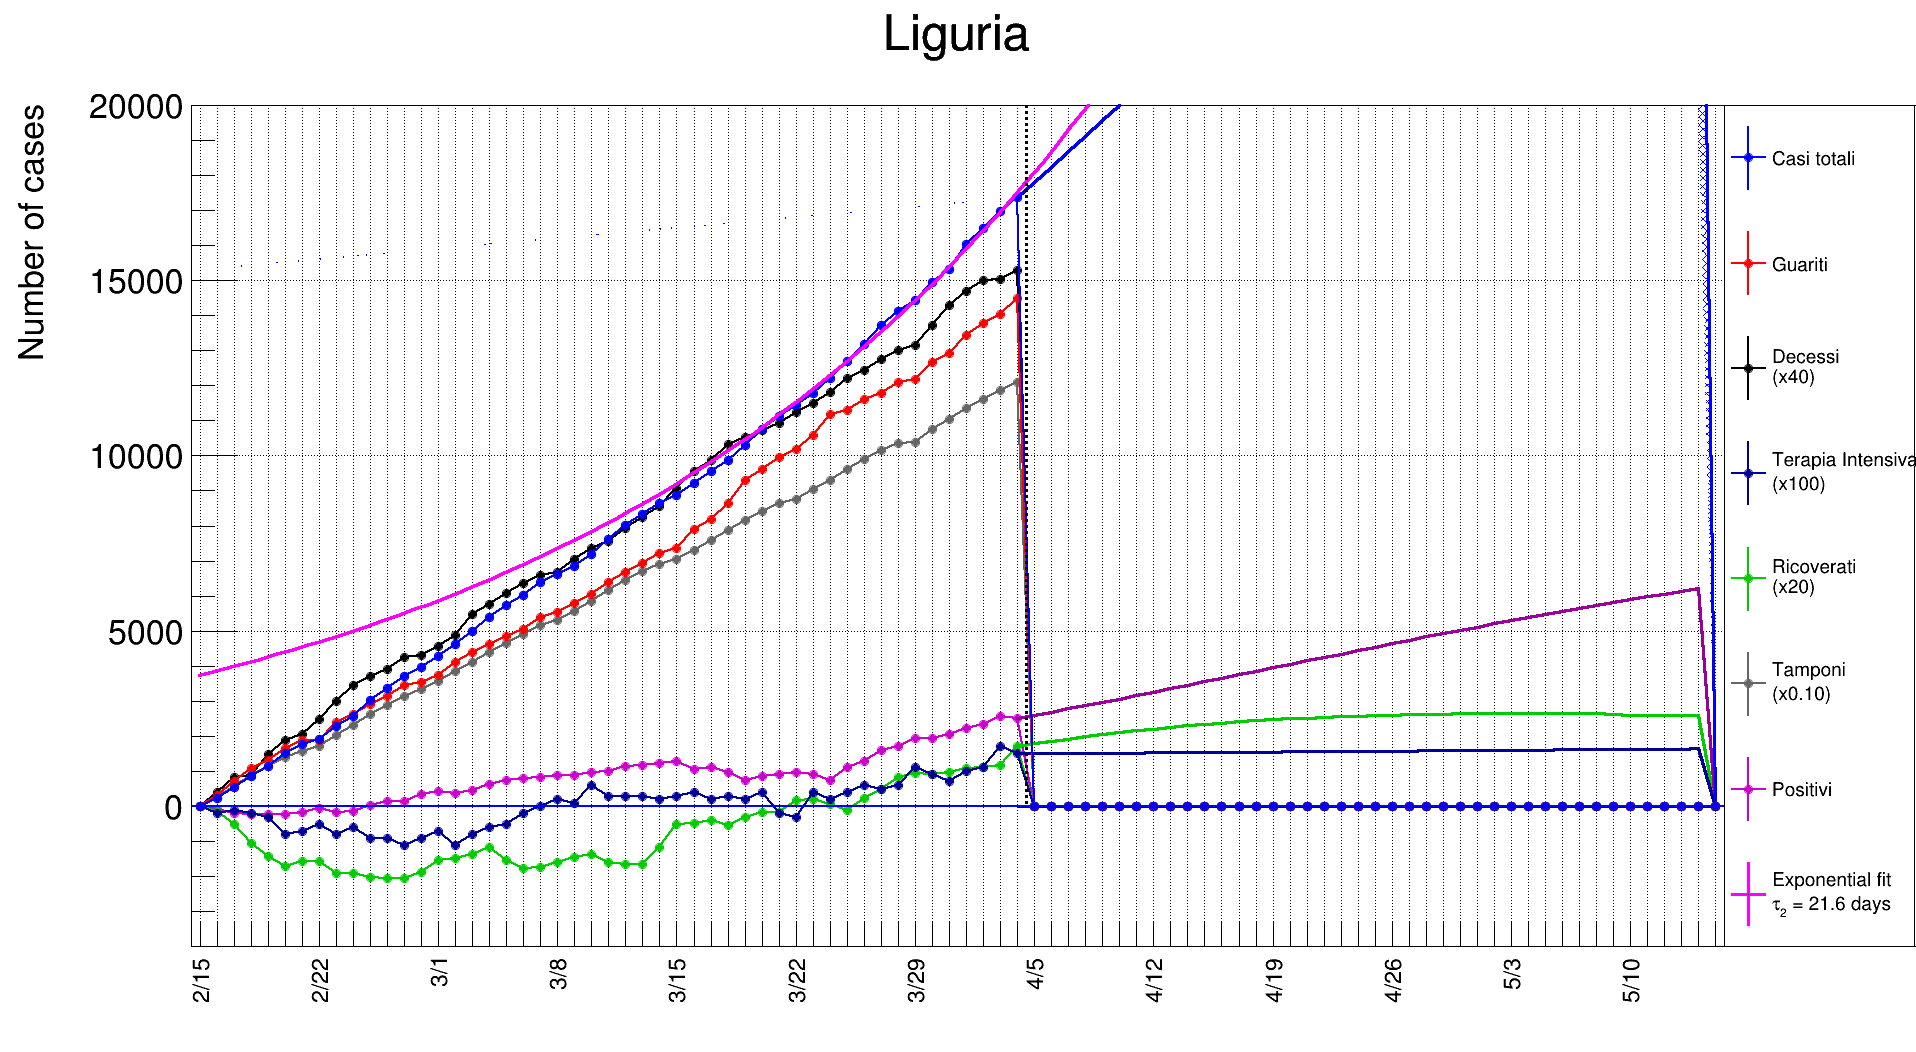 Liguria
Number of cases
20000
15000
10000
5000
0
2/15
2/22
3/1
3/8
3/15
3/22
3/29
4/5
4/12
4/19
4/26
5/3
5/10
Casi totali
Guariti
Decessi
(x40)
Terapia Intensiva
(x100)
Ricoverati
(x20)
Tamponi
(x0.10)
Positivi
Exponential fit
τ2 = 21.6 days